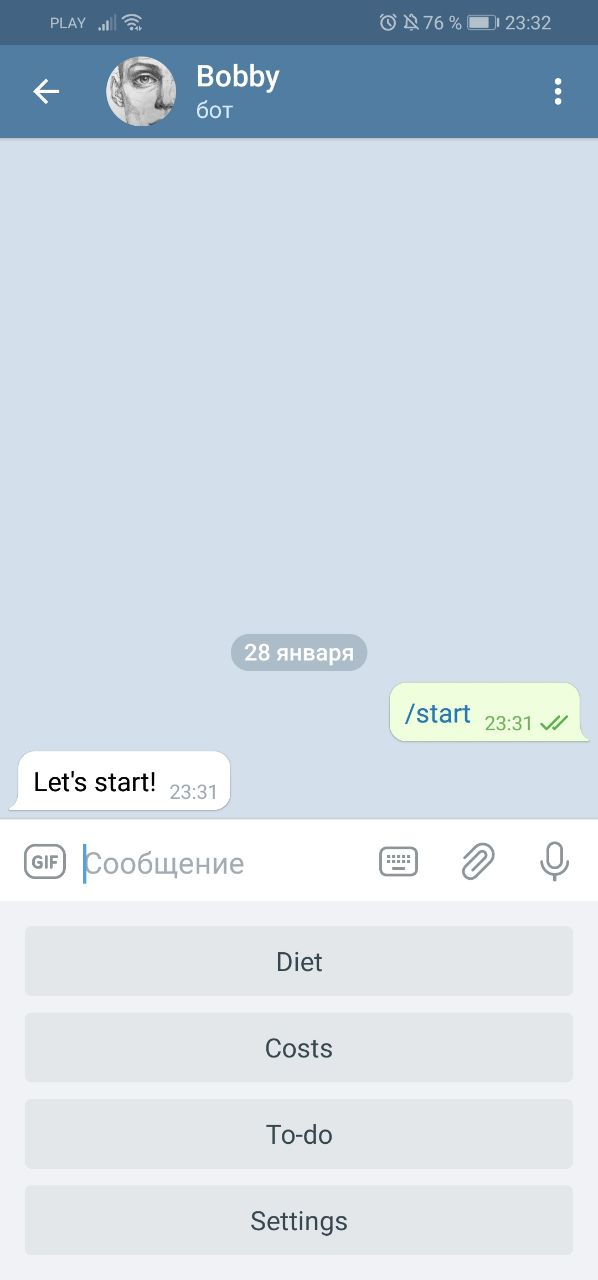 PLAY 76 % 23:32
Bobby
бот
28 января
/start 23:31
Let's start! 23:31
GIF Сообщение
Diet
Costs
To-do
Settings